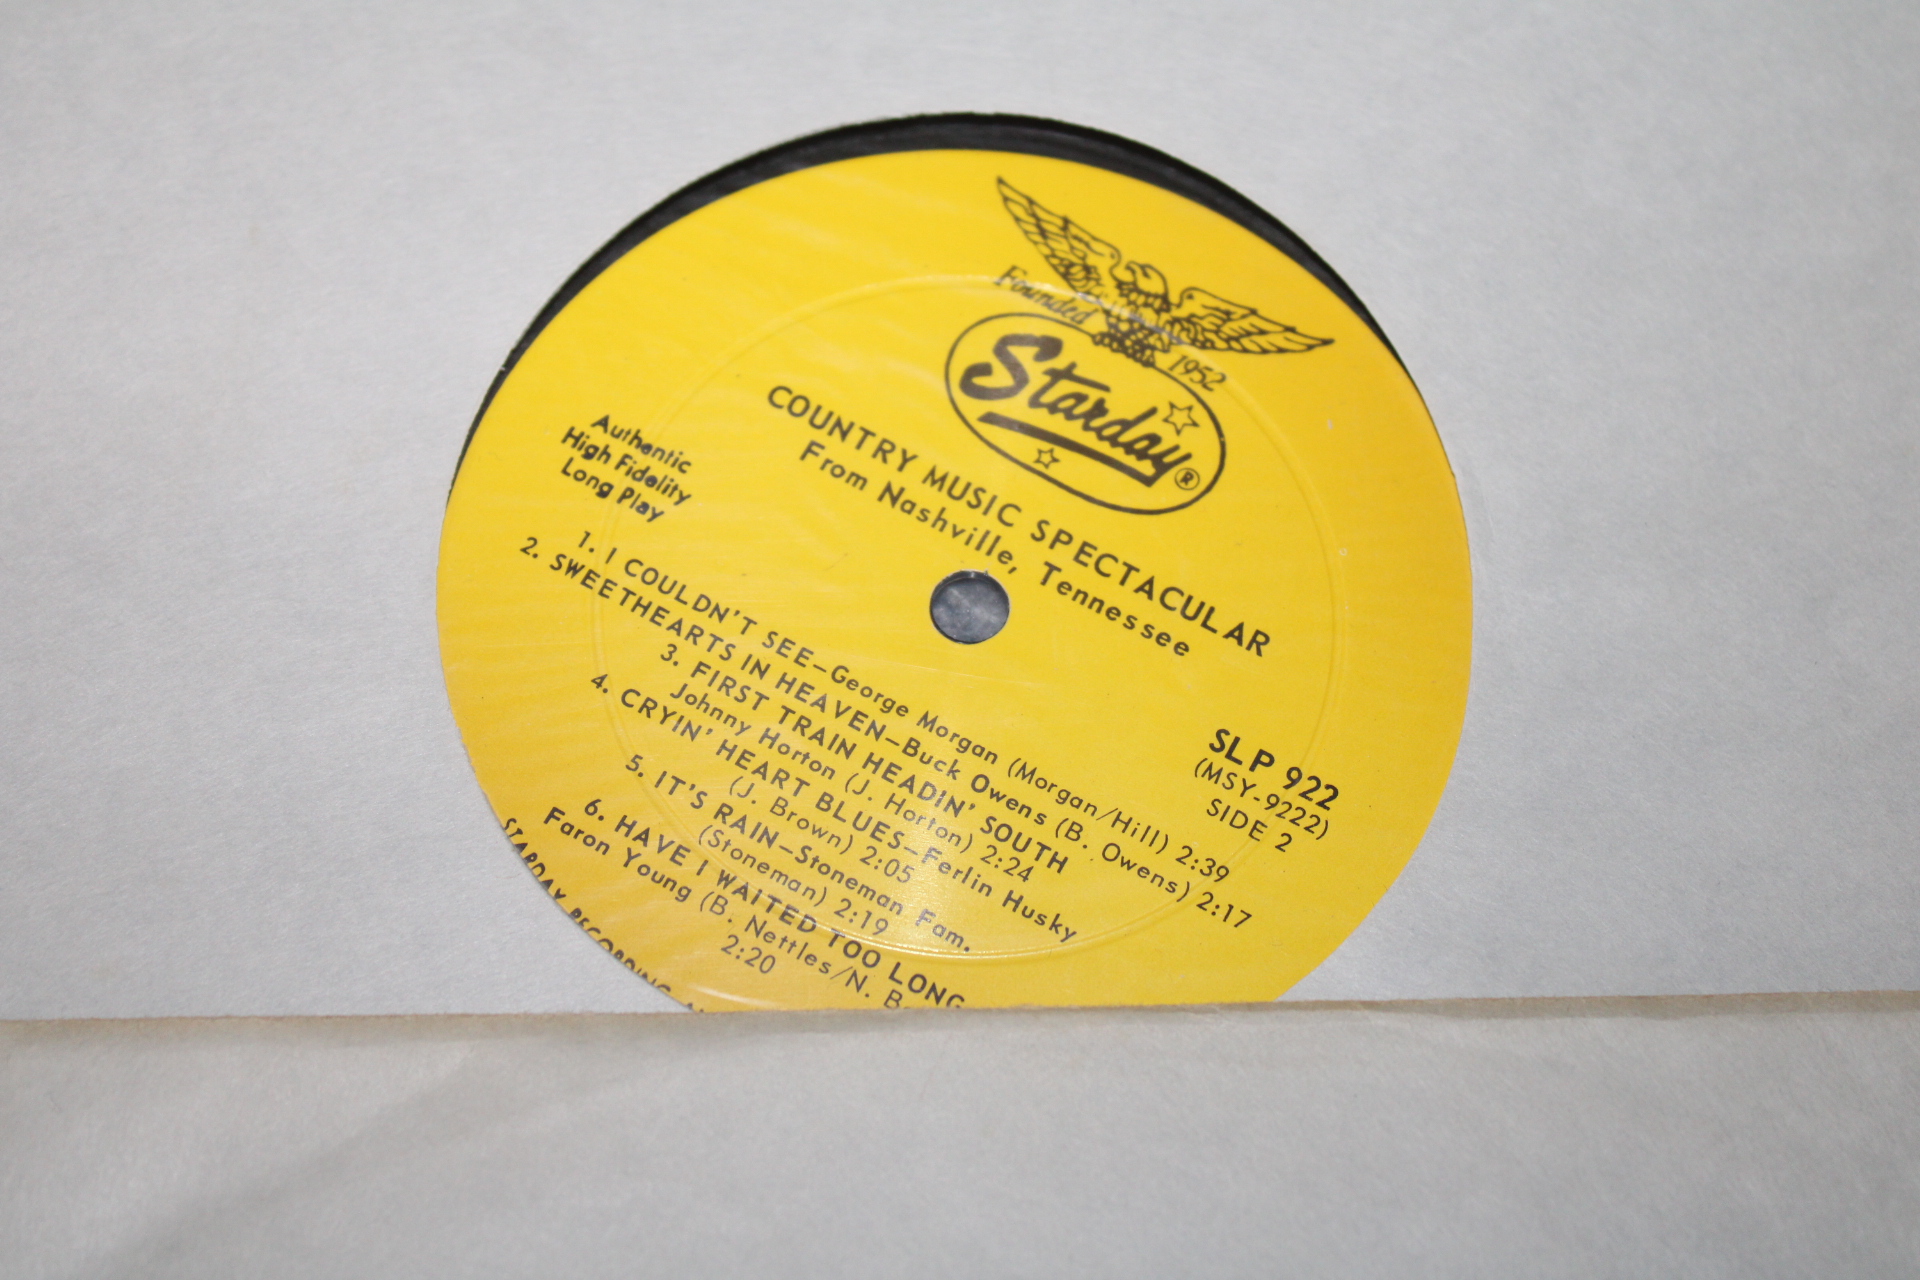 Founded 1952
Starday ®
COUNTRY MUSIC SPECTACULAR
From Nashville, Tennessee
Authentic
High Fidelity
Long Play
SLP 922
(MSY-9222)
SIDE 2
1. I COULDN'T SEE—George Morgan (Morgan/Hill) 2:39
2. SWEETHEARTS IN HEAVEN—Buck Owens (B. Owens) 2:17
3. FIRST TRAIN HEADIN' SOUTH
Johnny Horton (J. Horton) 2:24
4. CRYIN' HEART BLUES—Ferlin Husky
(J. Brown) 2:05
5. IT'S RAIN—Stoneman Fam.
(Stoneman) 2:19
6. HAVE I WAITED TOO LONG
Faron Young (B. Nettles/N. B.
2:20
STARDAY RECORDING